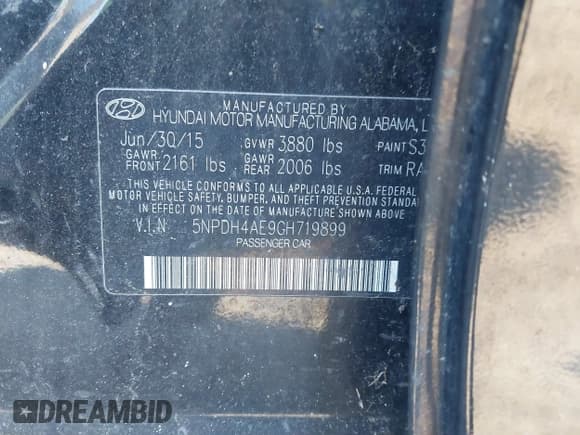 MANUFACTURED BY
HYUNDAI MOTOR MANUFACTURING ALABAMA, L
Jun/30/15 GVWR 3880 lbs PAINT S3
GAWR FRONT 2161 lbs GAWR REAR 2006 lbs TRIM RA
THIS VEHICLE CONFORMS TO ALL APPLICABLE U.S.A. FEDERAL
MOTOR VEHICLE SAFETY, BUMPER, AND THEFT PREVENTION STANDA
EFFECT ON THE DATE OF MANUFACTURE SHOWN ABOVE.
V.I.N 5NPDH4AE9GH719899
PASSENGER CAR
DREAMBID